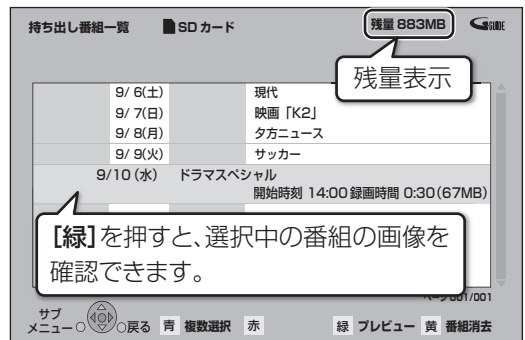 持ち出し番組一覧 SDカード 残量 883MB GGUIDE
残量表示
9/ 6(土) 現代
9/ 7(日) 映画「K2」
9/ 8(月) 夕方ニュース
9/ 9(火) サッカー
9/10(水) ドラマスペシャル
開始時刻 14:00 録画時間 0:30(67MB)
[緑]を押すと、選択中の番組の画像を
確認できます。
001/001
サブ
メニュー 戻る 青 複数選択 赤 緑 プレビュー 黄 番組消去